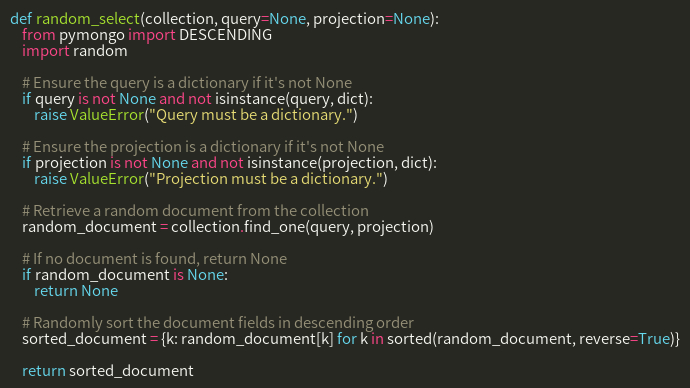 def random_select(collection, query=None, projection=None):
    from pymongo import DESCENDING
    import random

    # Ensure the query is a dictionary if it's not None
    if query is not None and not isinstance(query, dict):
        raise ValueError("Query must be a dictionary.")

    # Ensure the projection is a dictionary if it's not None
    if projection is not None and not isinstance(projection, dict):
        raise ValueError("Projection must be a dictionary.")

    # Retrieve a random document from the collection
    random_document = collection.find_one(query, projection)

    # If no document is found, return None
    if random_document is None:
        return None

    # Randomly sort the document fields in descending order
    sorted_document = {k: random_document[k] for k in sorted(random_document, reverse=True)}

    return sorted_document